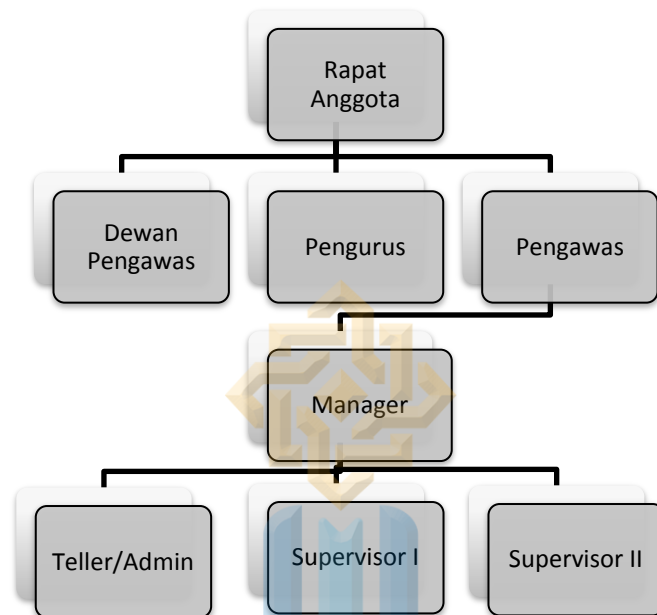 Rapat
Anggota
Dewan
Pengawas
Pengurus
Pengawas
Manager
Teller/Admin
Supervisor I
Supervisor II